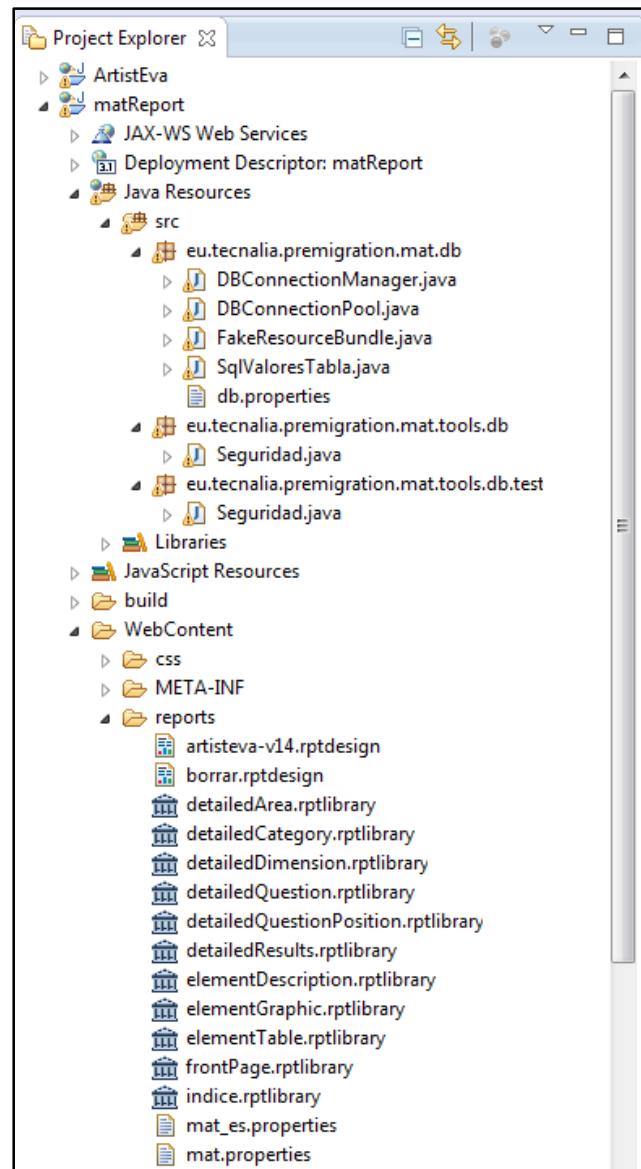 Project Explorer
ArtistEva
matReport
JAX-WS Web Services
3.1 Deployment Descriptor: matReport
Java Resources
src
eu.tecnalia.premigration.mat.db
J DBConnectionManager.java
J DBConnectionPool.java
J FakeResourceBundle.java
J SqlValoresTabla.java
db.properties
eu.tecnalia.premigration.mat.tools.db
J Seguridad.java
eu.tecnalia.premigration.mat.tools.db.test
J Seguridad.java
Libraries
JavaScript Resources
build
WebContent
css
META-INF
reports
artisteva-v14.rptdesign
borrar.rptdesign
detailedArea.rptlibrary
detailedCategory.rptlibrary
detailedDimension.rptlibrary
detailedQuestion.rptlibrary
detailedQuestionPosition.rptlibrary
detailedResults.rptlibrary
elementDescription.rptlibrary
elementGraphic.rptlibrary
elementTable.rptlibrary
frontPage.rptlibrary
indice.rptlibrary
mat_es.properties
mat.properties